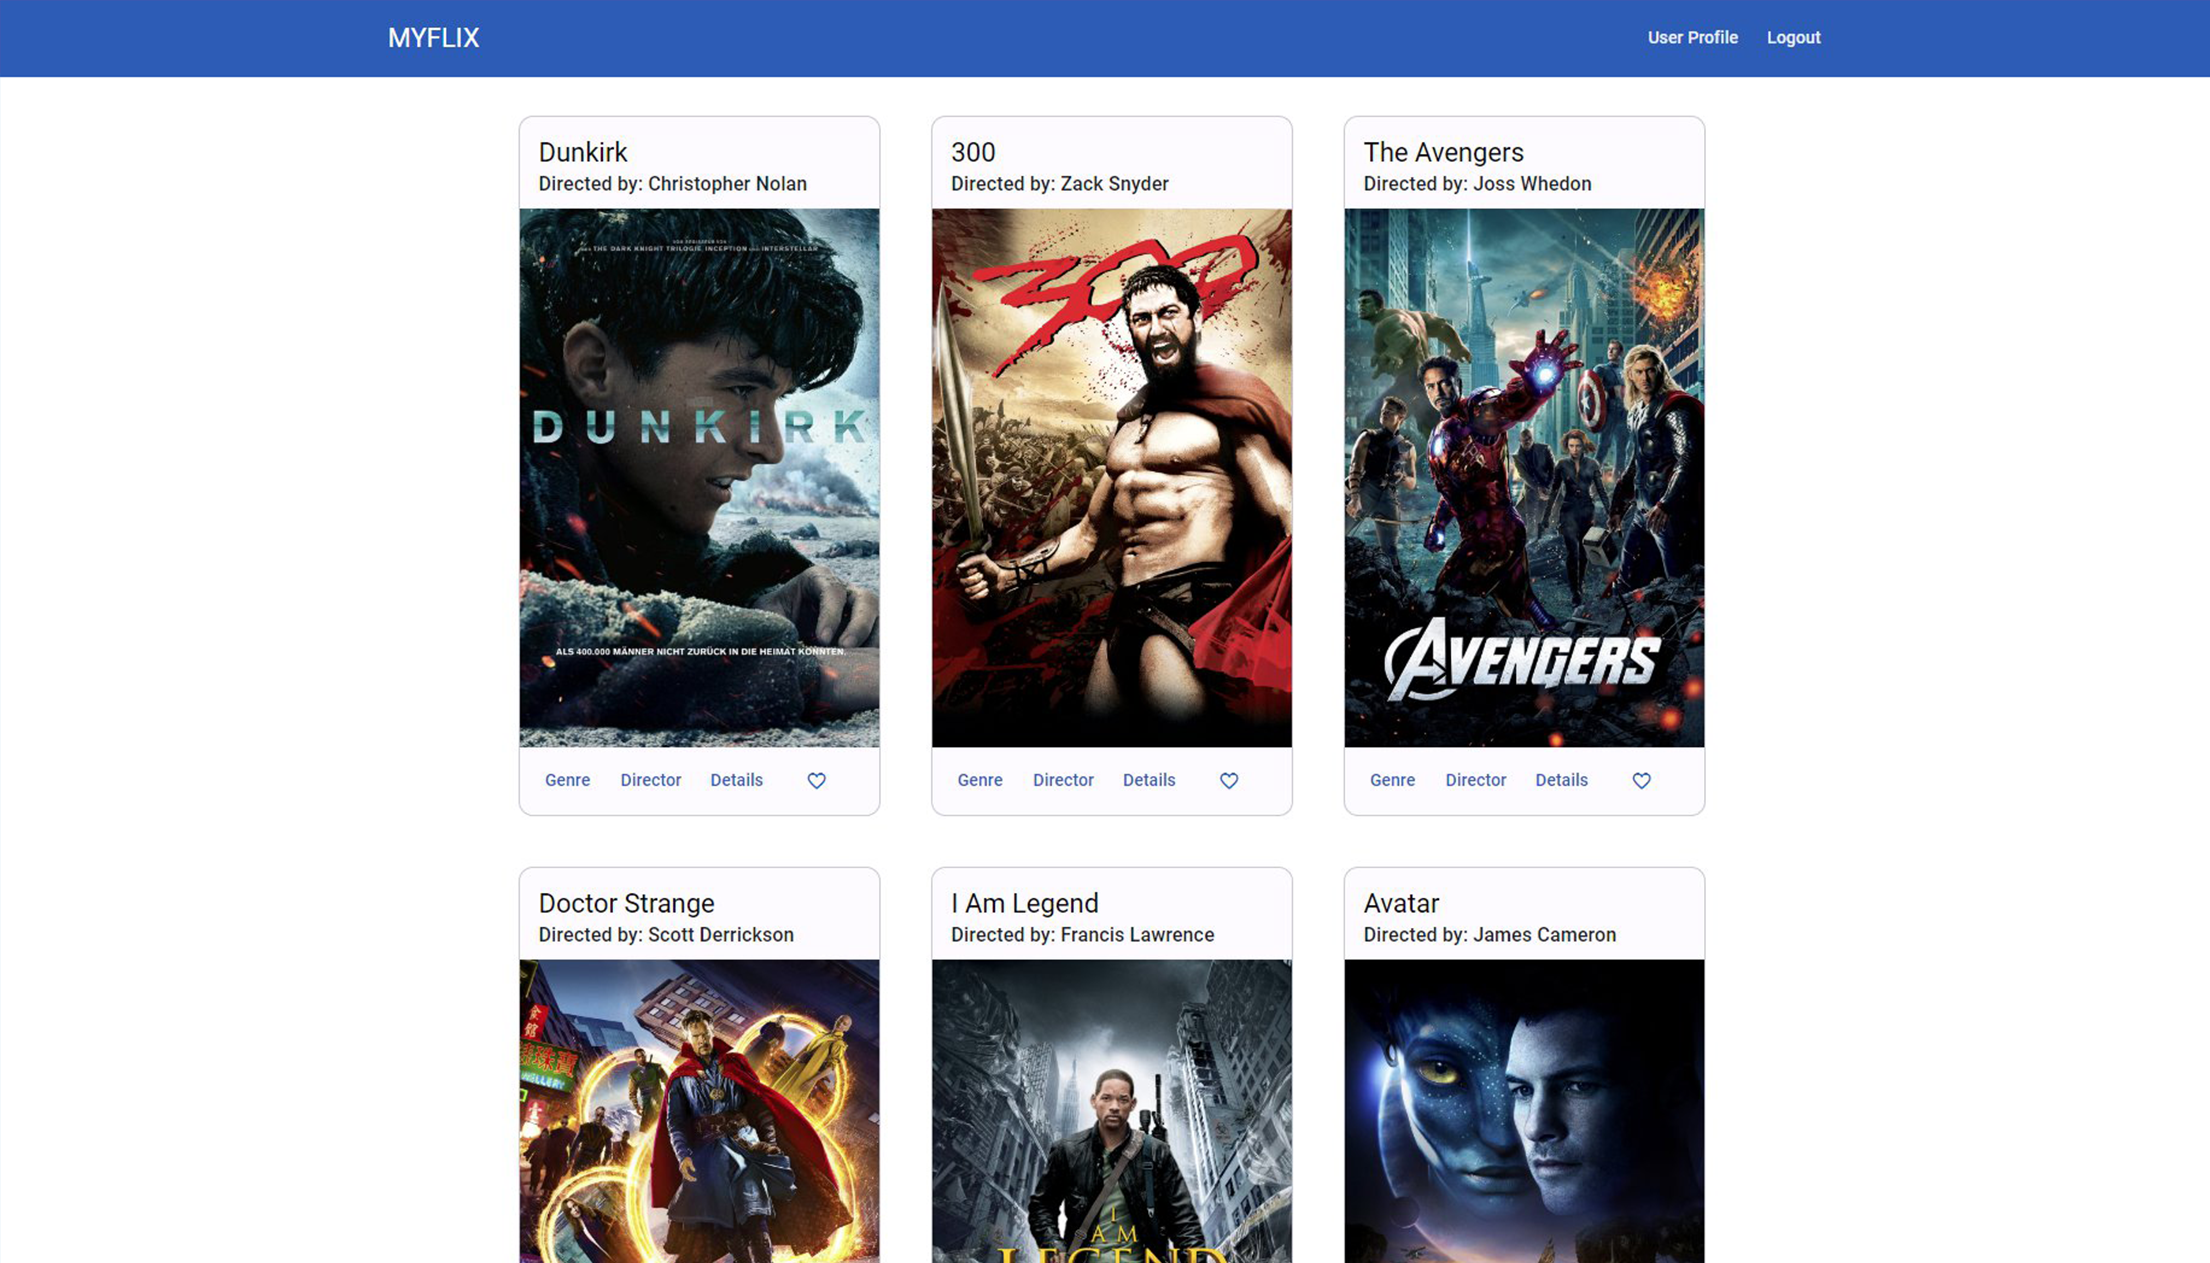 MYFLIX
User Profile Logout
Dunkirk
Directed by: Christopher Nolan
THE DARK KNIGHT TRILOGIE INCEPTION INTERSTELLAR
DUNKIRK
ALS 400.000 MÄNNER NICHT ZURÜCK IN DIE HEIMAT KONNTEN.
Genre Director Details
300
Directed by: Zack Snyder
300
Genre Director Details
The Avengers
Directed by: Joss Whedon
AVENGERS
Genre Director Details
Doctor Strange
Directed by: Scott Derrickson
I Am Legend
Directed by: Francis Lawrence
I
AM
LEGEND
Avatar
Directed by: James Cameron